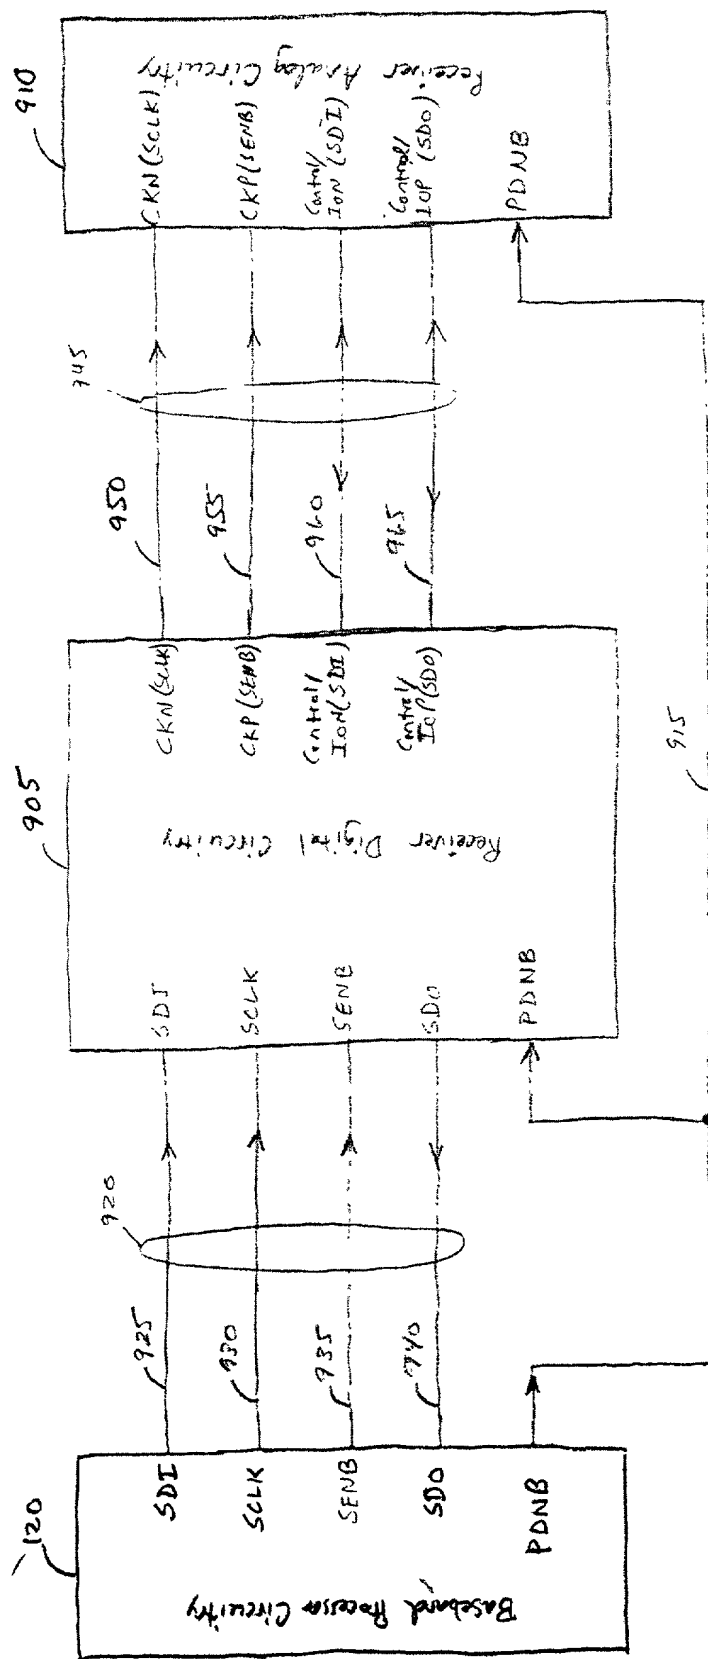 120
Baseband Processor Circuitry
SDI
SCLK
SENB
SDO
PDNB
925
930
935
940
920
905
SDI
SCLK
SENB
SDO
PDNB
Receiver Digital Circuitry
CKN(SCLK)
CKP(SENB)
Control/
ION(SDI)
Control/
IOP(SDO)
915
950
955
960
965
945
910
CKN(SCLK)
CKP(SENB)
Control/
ION(SDI)
Control/
IOP(SDO)
PDNB
Receiver Analog Circuitry